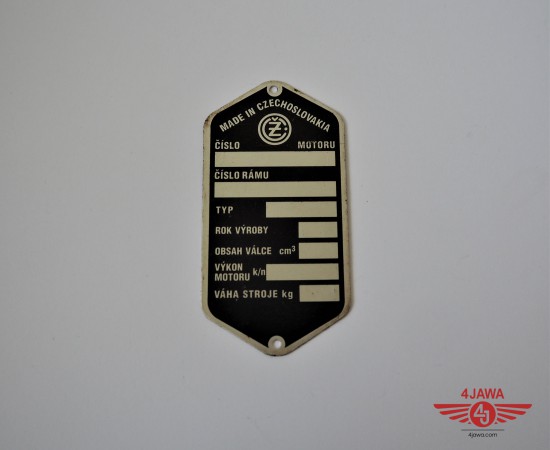 MADE IN CZECHOSLOVAKIA
ČZ
ČÍSLO MOTORU
ČÍSLO RÁMU
TYP
ROK VÝROBY
OBSAH VÁLCE cm³
VÝKON MOTORU k/n
VÁHA STROJE kg
4JAWA
4J
4jawa.com